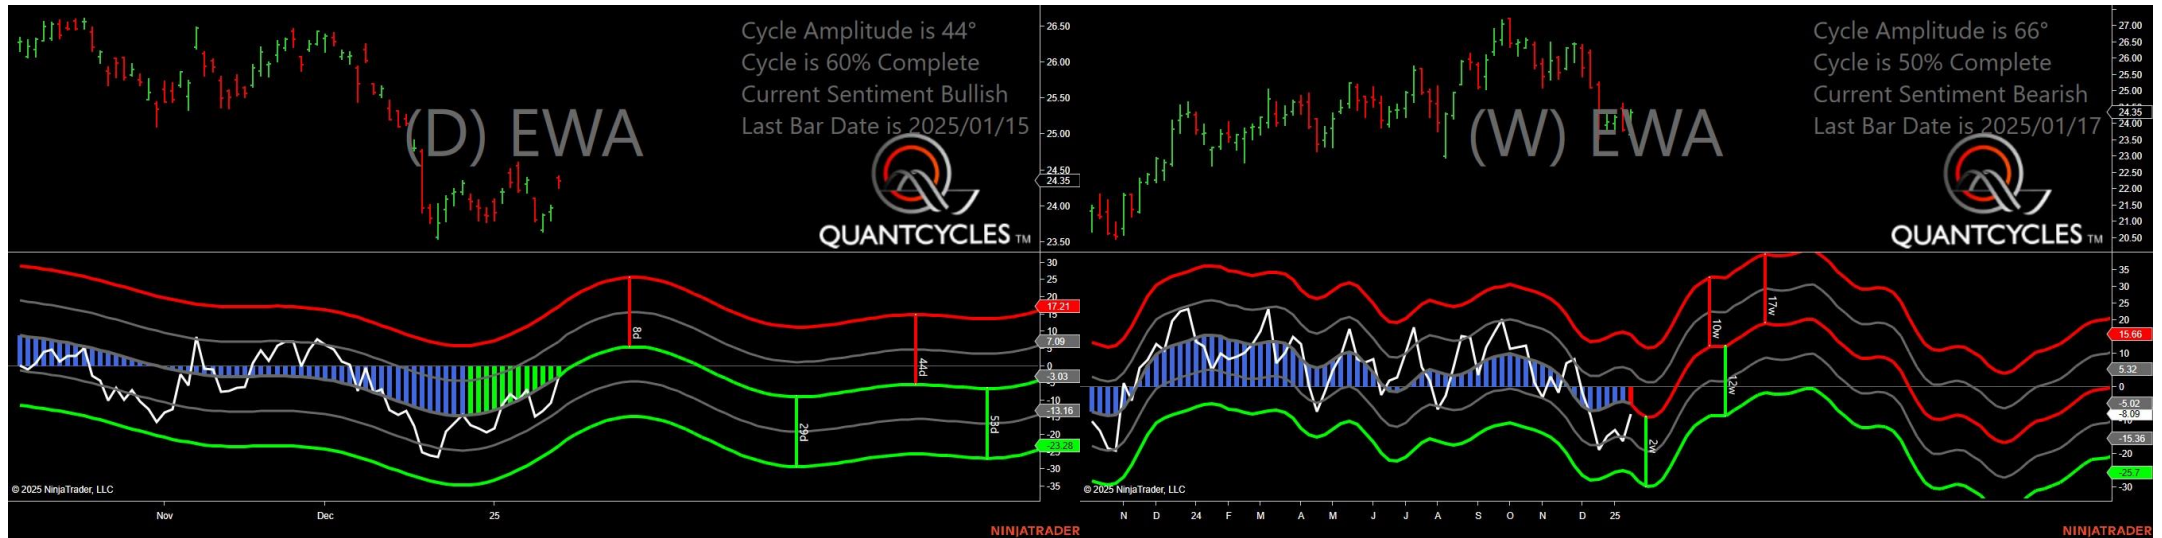 Cycle Amplitude is 44°
Cycle is 60% Complete
Current Sentiment Bullish
Last Bar Date is 2025/01/15
(D) EWA
QUANTCYCLES TM
26.50
26.00
25.50
25.00
24.50
24.35
24.00
23.50
30
25
20
17.21
15
10
7.09
5
0
-3.03
-5
-10
-13.16
-15
-20
-23.28
-25
-30
-35
8d
29d
44d
53d
© 2025 NinjaTrader, LLC
Nov
Dec
25
NINJATRADER
Cycle Amplitude is 66°
Cycle is 50% Complete
Current Sentiment Bearish
Last Bar Date is 2025/01/17
(W) EWA
QUANTCYCLES TM
27.00
26.50
26.00
25.50
25.00
24.50
24.35
24.00
23.50
23.00
22.50
22.00
21.50
21.00
20.50
35
30
25
20
15.66
10
5.32
0
-5.02
-8.09
-15.36
-20
-25.7
-30
2w
10w
12w
17w
© 2025 NinjaTrader, LLC
N D 24 F M A M J J A S O N D 25
NINJATRADER